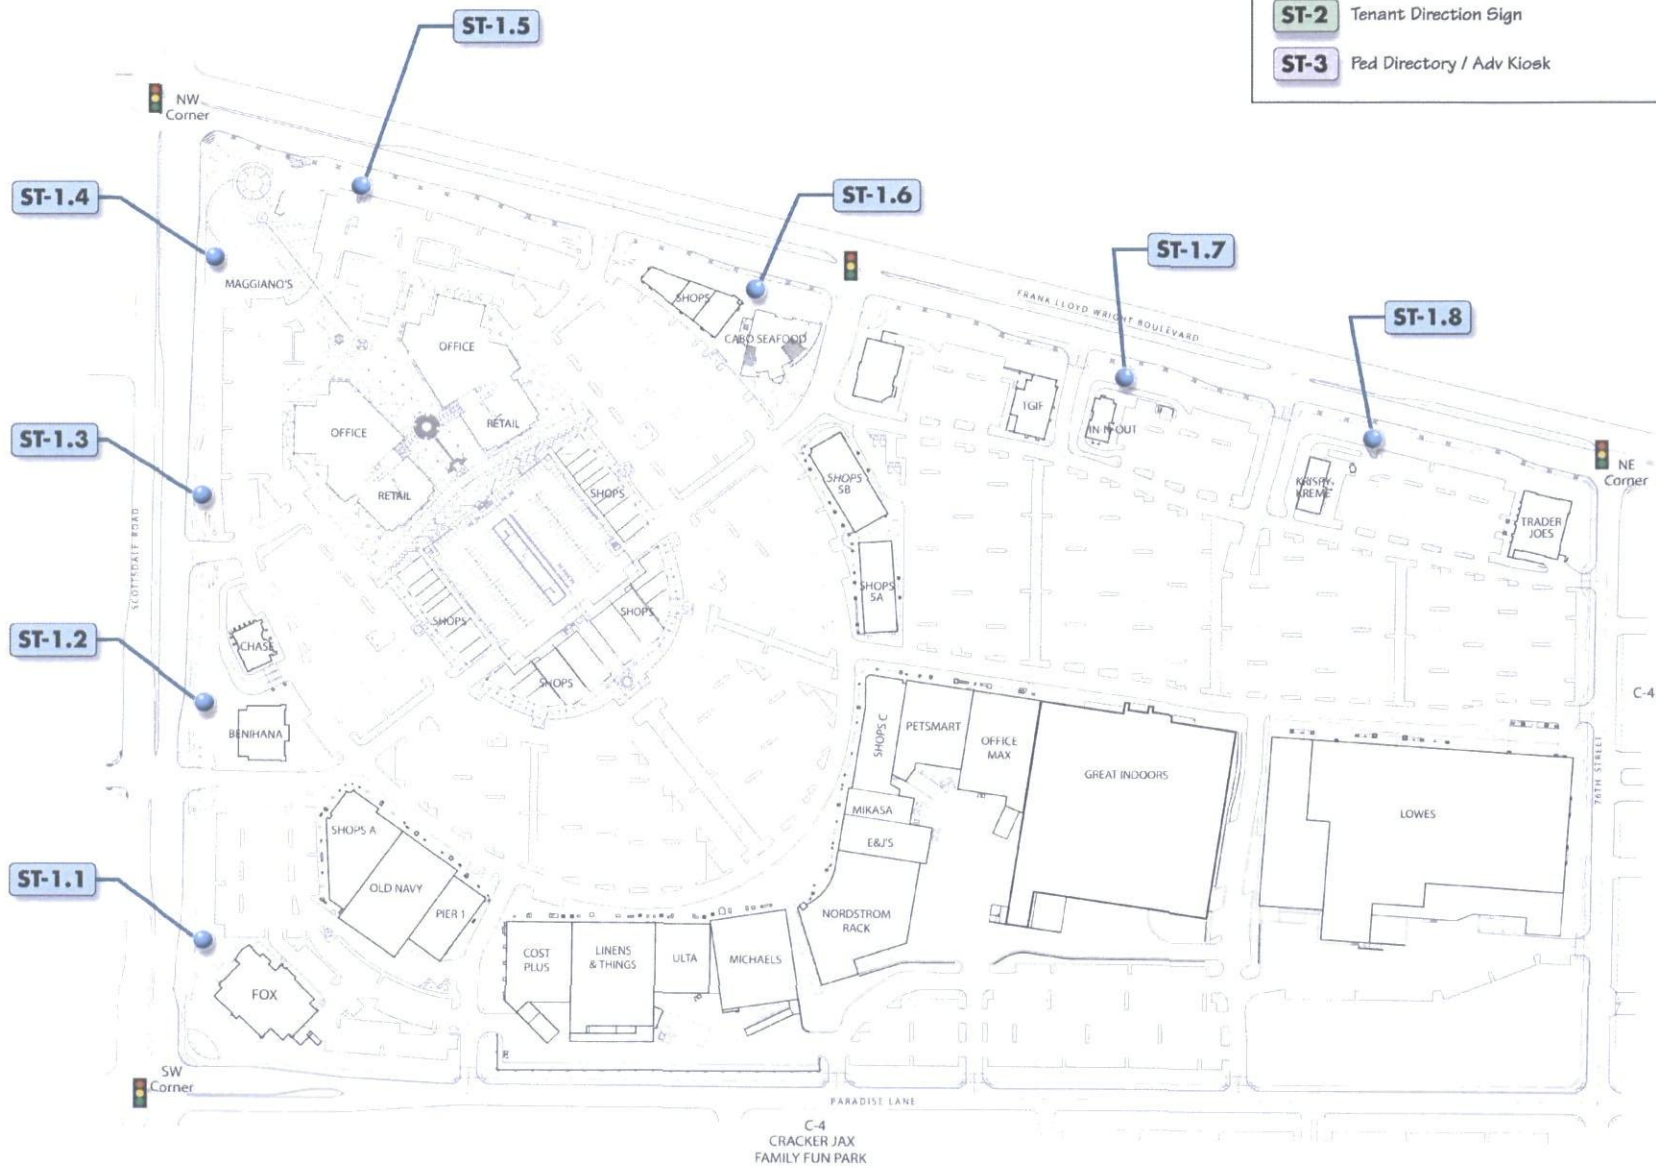 ST-2 Tenant Direction Sign
ST-3 Ped Directory / Adv Kiosk
ST-1.5
NW
Corner
ST-1.4
ST-1.6
ST-1.7
MAGGIANO'S
SHOPS
FRANK LLOYD WRIGHT BOULEVARD
ST-1.8
OFFICE
CABO SEAFOOD
TGIF
IN N OUT
OFFICE
RETAIL
ST-1.3
NE
Corner
RETAIL
SHOPS
SHOPS
5B
KRISPY
KREME
TRADER
JOES
SCOTTSDALE ROAD
SHOPS
5A
SHOPS
SHOPS
ST-1.2
CHASE
SHOPS
C-4
BENIHANA
SHOPS C
PETSMART
OFFICE
MAX
GREAT INDOORS
76TH STREET
MIKASA
LOWES
SHOPS A
E&J'S
ST-1.1
OLD NAVY
PIER 1
NORDSTROM
RACK
COST
PLUS
LINENS
& THINGS
ULTA
MICHAELS
FOX
SW
Corner
PARADISE LANE
C-4
CRACKER JAX
FAMILY FUN PARK